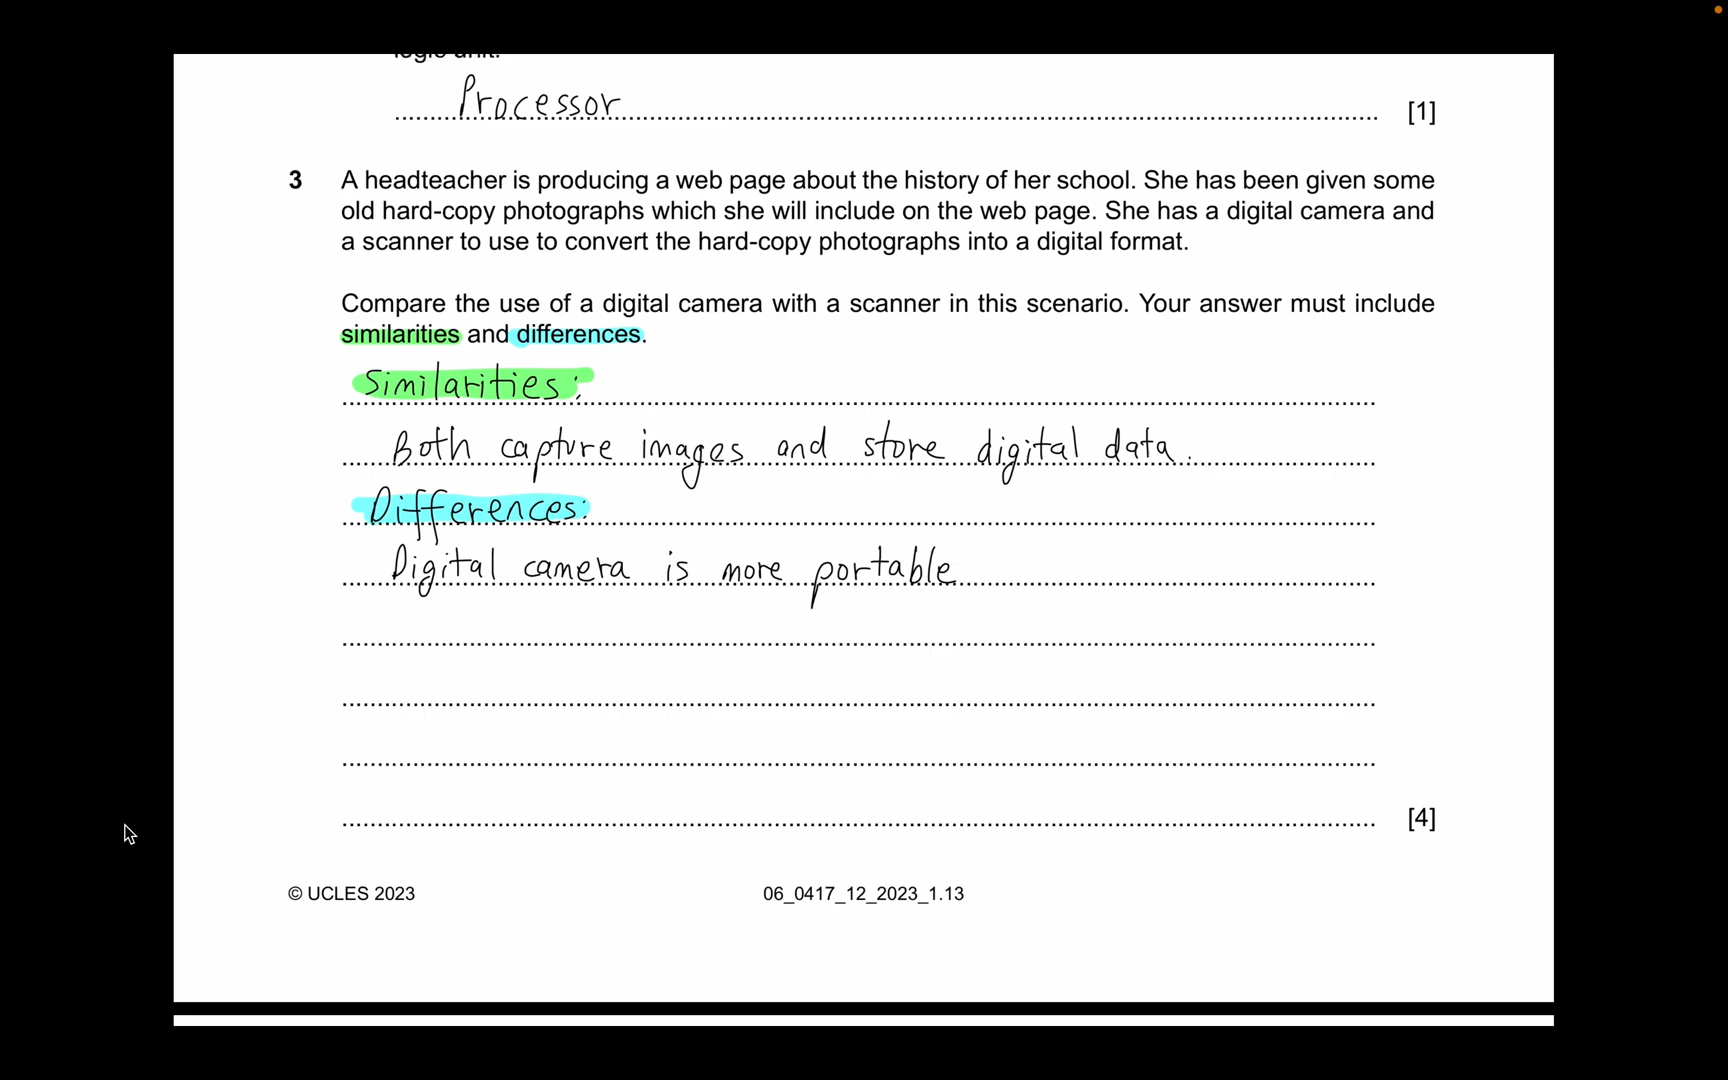 logic unit.
Processor [1]
3 A headteacher is producing a web page about the history of her school. She has been given some
old hard-copy photographs which she will include on the web page. She has a digital camera and
a scanner to use to convert the hard-copy photographs into a digital format.
Compare the use of a digital camera with a scanner in this scenario. Your answer must include
similarities and differences.
Similarities:
Both capture images and store digital data.
Differences:
Digital camera is more portable
[4]
© UCLES 2023 06_0417_12_2023_1.13